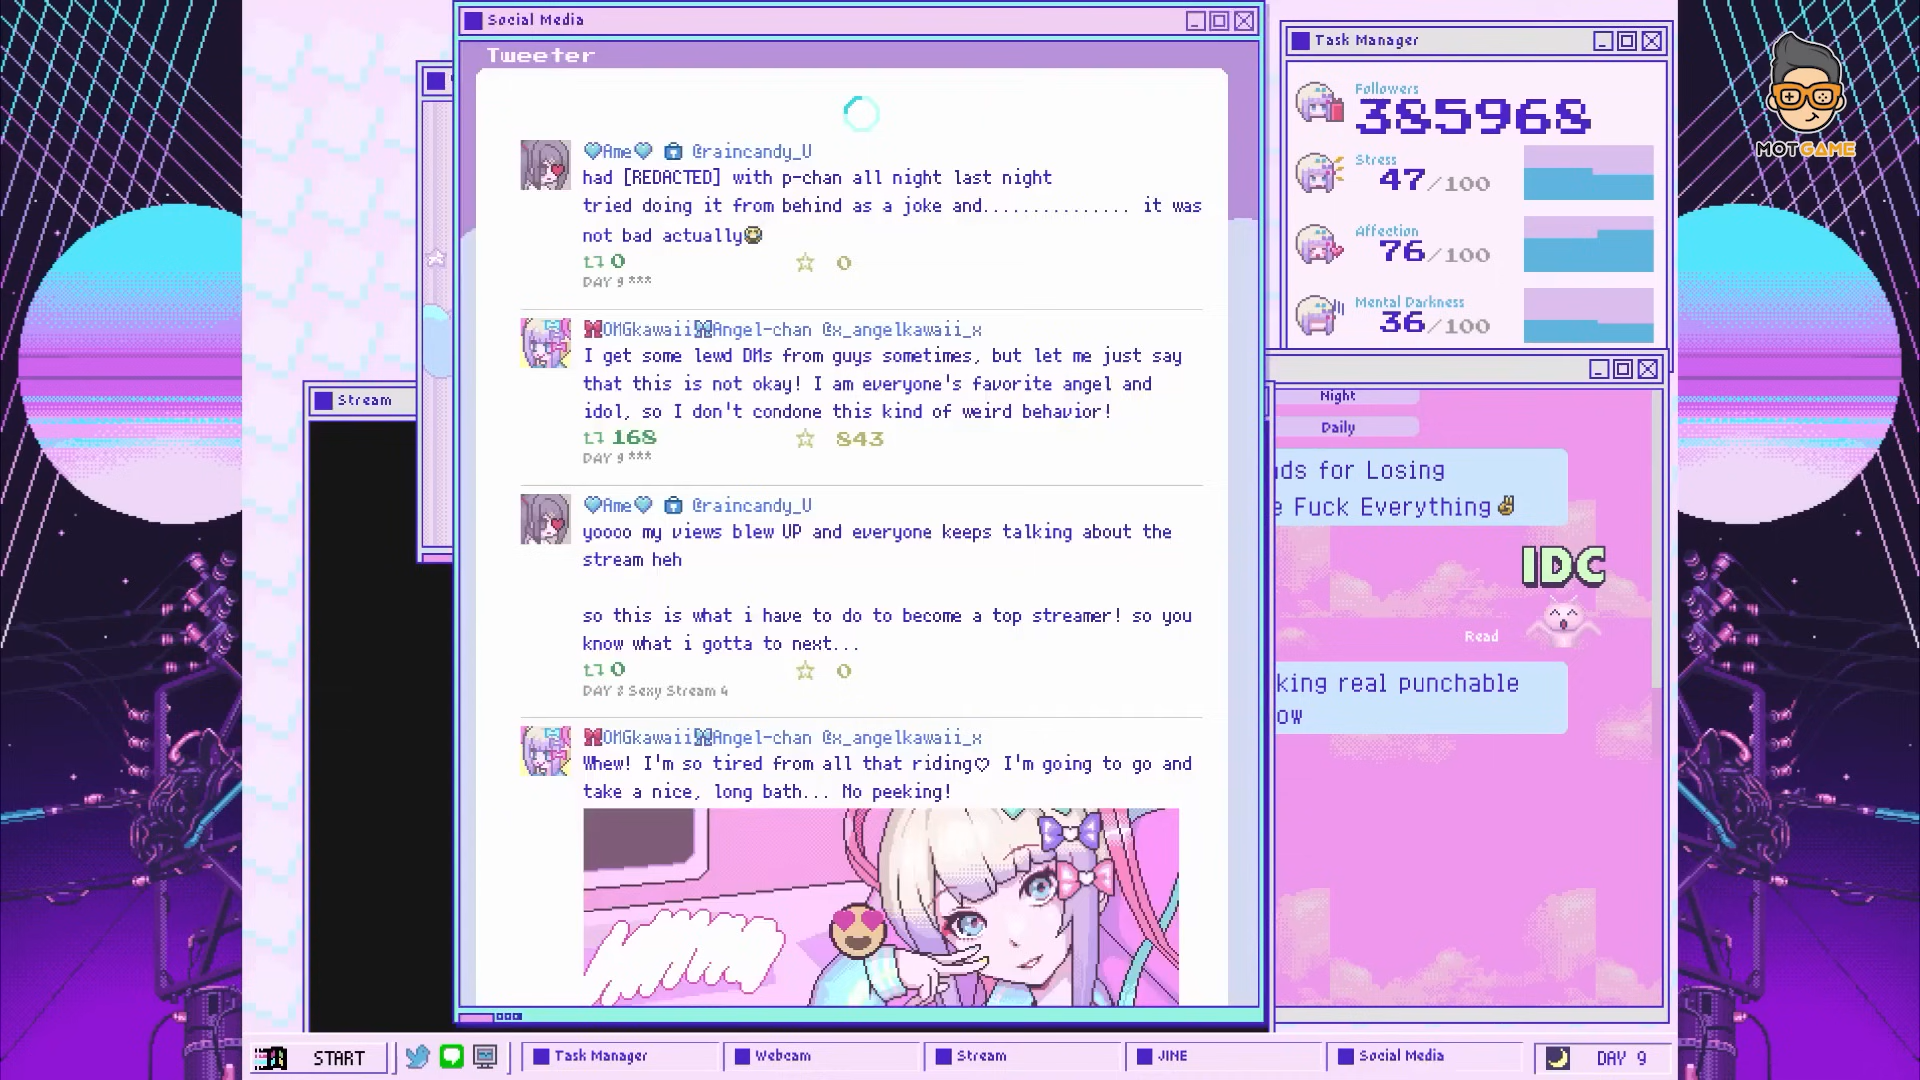 Social Media
Tweeter
Ame @raincandy_U
had [REDACTED] with p-chan all night last night
tried doing it from behind as a joke and............... it was
not bad actually
0 0
DAY 9 ***
OMGkawaii Angel-chan @x_angelkawaii_x
I get some lewd DMs from guys sometimes, but let me just say
that this is not okay! I am everyone's favorite angel and
idol, so I don't condone this kind of weird behavior!
168 843
DAY 9 ***
Ame @raincandy_U
yoooo my views blew UP and everyone keeps talking about the
stream heh
so this is what i have to do to become a top streamer! so you
know what i gotta to next...
0 0
DAY 8 Sexy Stream 4
OMGkawaii Angel-chan @x_angelkawaii_x
Whew! I'm so tired from all that riding♡ I'm going to go and
take a nice, long bath... No peeking!
Stream
Task Manager
Followers
385968
Stress
47/100
Affection
76/100
Mental Darkness
36/100
MOTGAME
Night
Daily
ds for Losing
e Fuck Everything
IDC
Read
king real punchable
ow
START
Task Manager
Webcam
Stream
JINE
Social Media
DAY 9